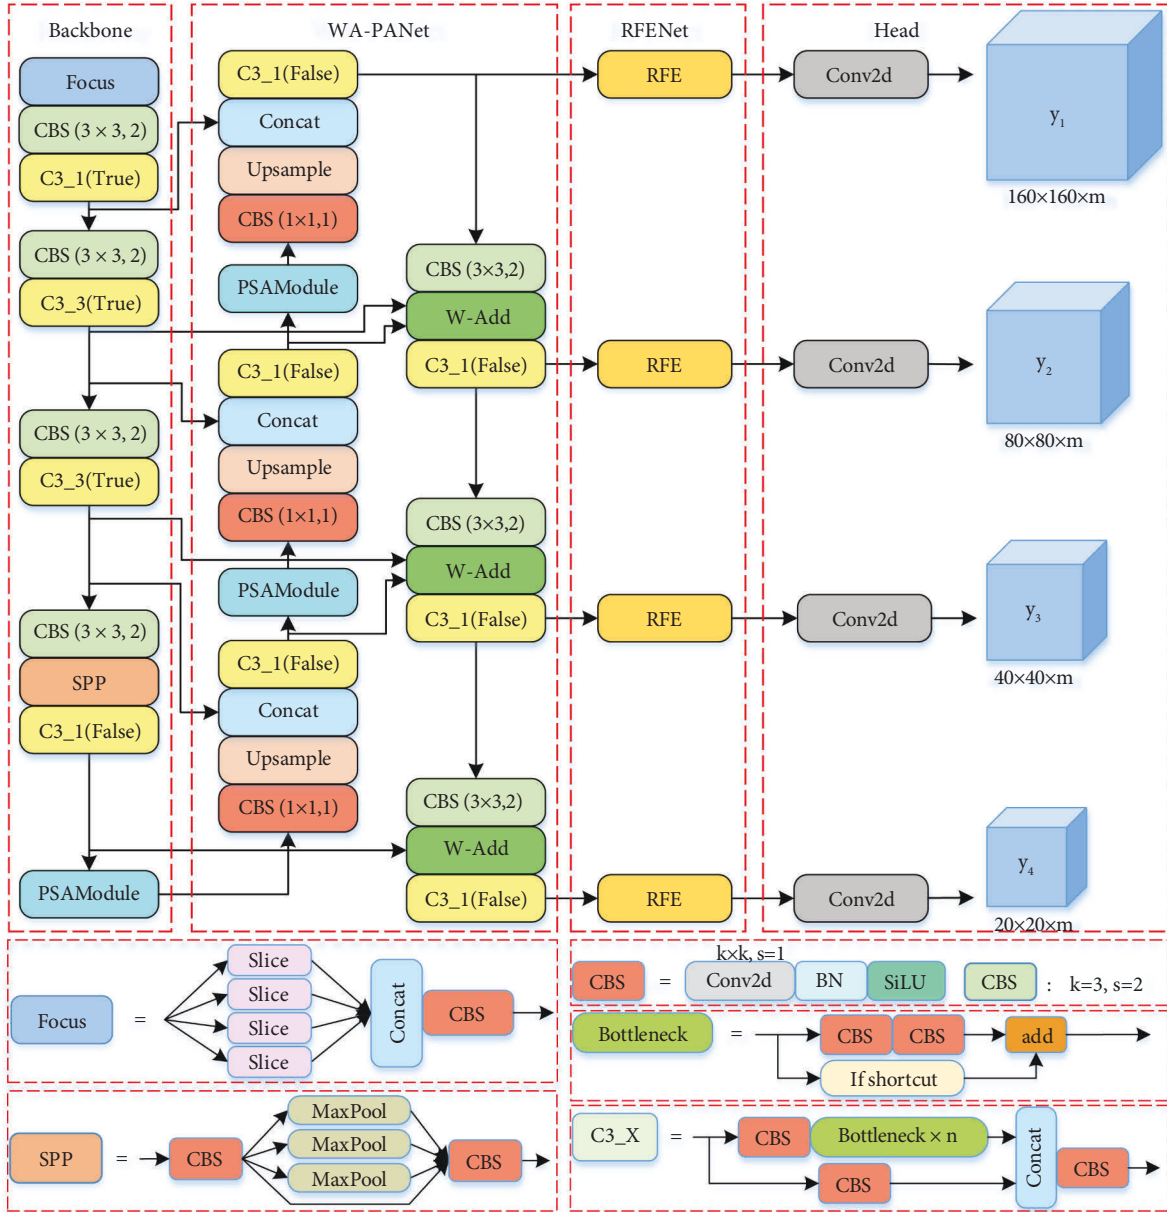 Backbone
WA-PANet
RFENet
Head
Focus
CBS (3 × 3, 2)
C3_1(True)
CBS (3 × 3, 2)
C3_3(True)
CBS (3 × 3, 2)
C3_3(True)
CBS (3 × 3, 2)
SPP
C3_1(False)
PSAModule
C3_1(False)
Concat
Upsample
CBS (1×1,1)
PSAModule
C3_1(False)
Concat
Upsample
CBS (1×1,1)
PSAModule
C3_1(False)
Concat
Upsample
CBS (1×1,1)
CBS (3×3,2)
W-Add
C3_1(False)
CBS (3×3,2)
W-Add
C3_1(False)
CBS (3×3,2)
W-Add
C3_1(False)
RFE
RFE
RFE
RFE
Conv2d
Conv2d
Conv2d
Conv2d
y1
160×160×m
y2
80×80×m
y3
40×40×m
y4
20×20×m
Focus
=
Slice
Slice
Slice
Slice
Concat
CBS
SPP
=
CBS
MaxPool
MaxPool
MaxPool
CBS
k×k, s=1
CBS = Conv2d BN SiLU CBS : k=3, s=2
Bottleneck = CBS CBS add
If shortcut
C3_X = CBS Bottleneck × n
CBS
Concat
CBS